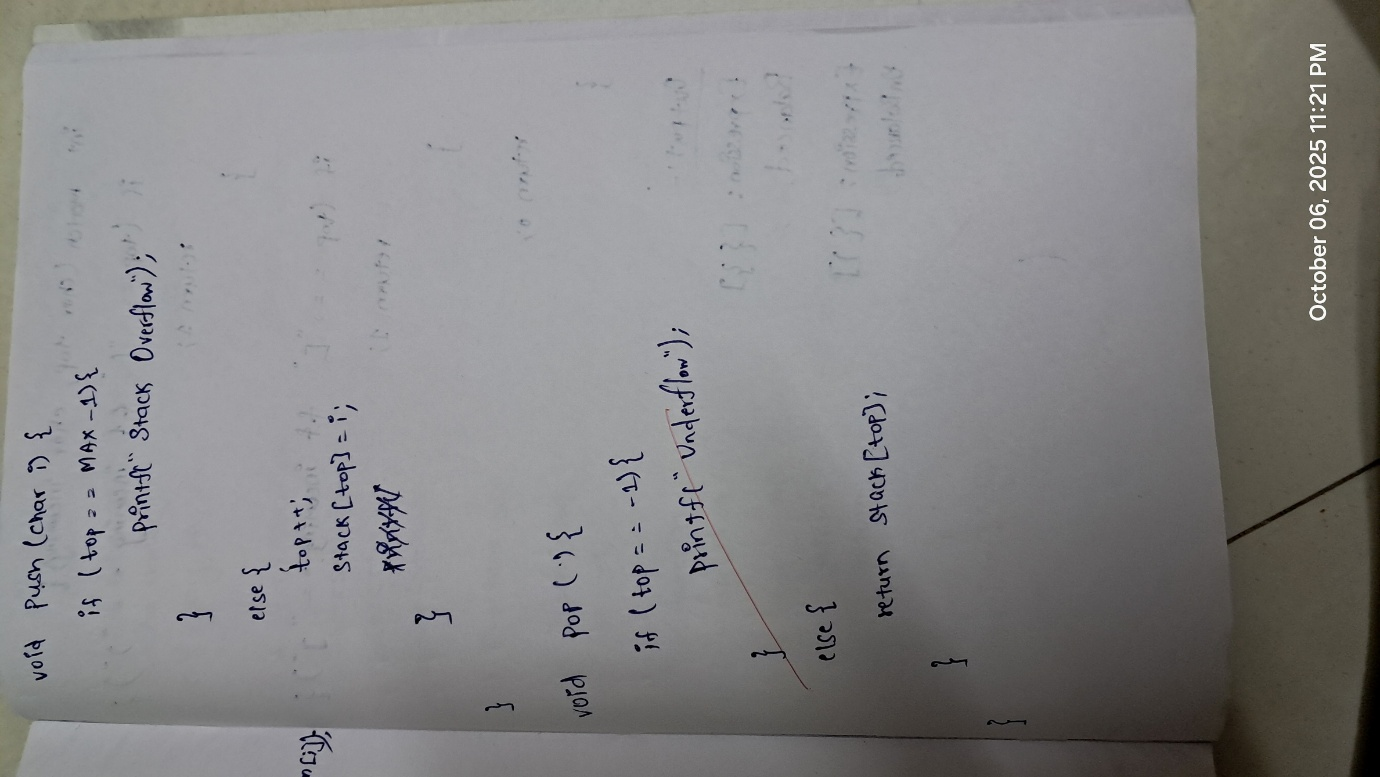 void push (char i) {
if (top == MAX -1){
printf(" Stack Overflow");
}
else {
top ++;
Stack [top] = i;
}
}
void pop (.) {
if (top == -1){
printf(" Underflow");
}
else {
return stack [top];
}
}
n[i]);
October 06, 2025 11:21 PM